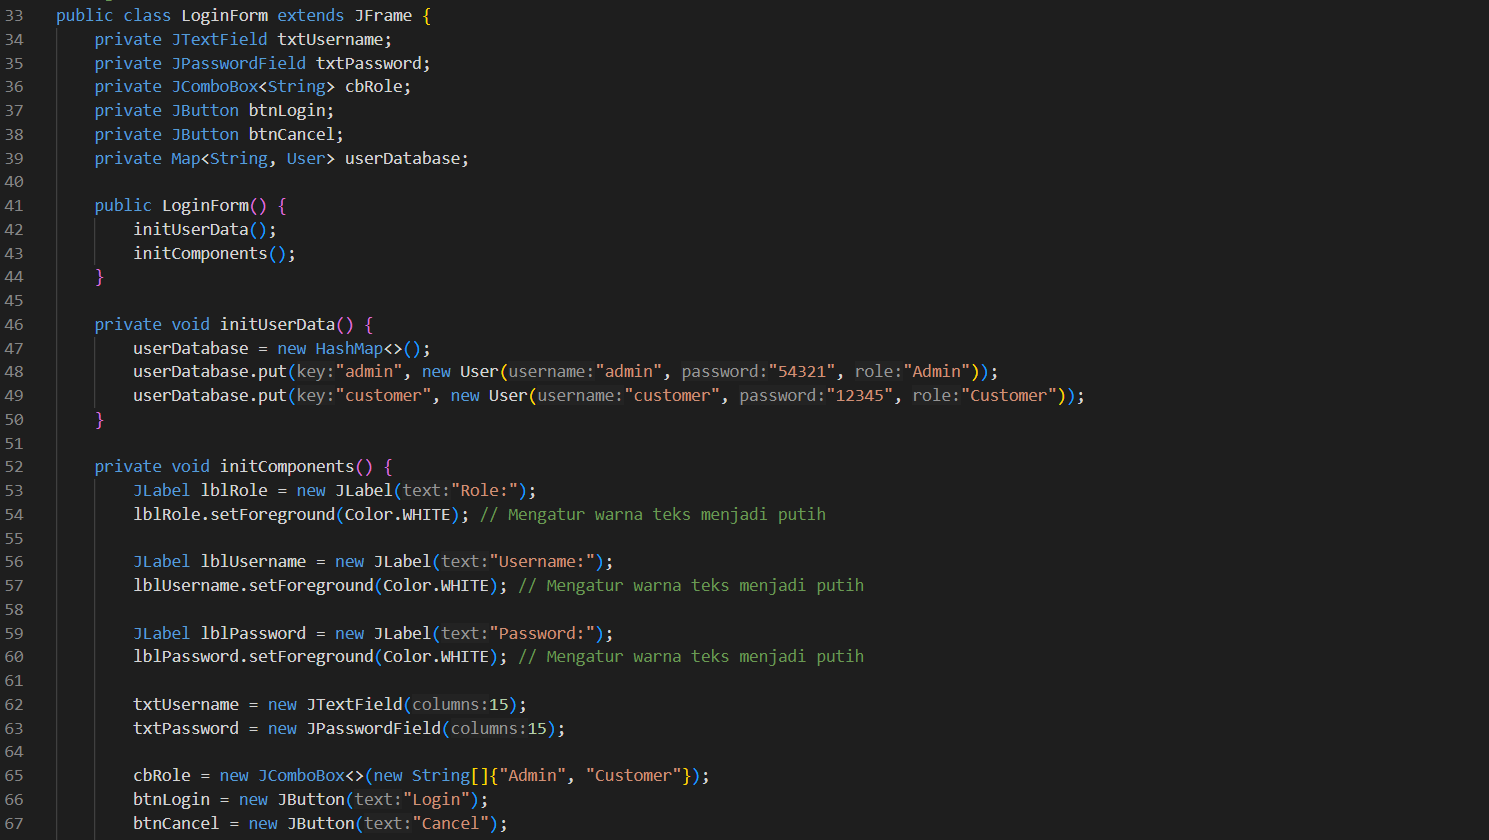 33 public class LoginForm extends JFrame {
34 private JTextField txtUsername;
35 private JPasswordField txtPassword;
36 private JComboBox<String> cbRole;
37 private JButton btnLogin;
38 private JButton btnCancel;
39 private Map<String, User> userDatabase;
40
41 public LoginForm() {
42 initUserData();
43 initComponents();
44 }
45
46 private void initUserData() {
47 userDatabase = new HashMap<>();
48 userDatabase.put(key:"admin", new User(username:"admin", password:"54321", role:"Admin"));
49 userDatabase.put(key:"customer", new User(username:"customer", password:"12345", role:"Customer"));
50 }
51
52 private void initComponents() {
53 JLabel lblRole = new JLabel(text:"Role:");
54 lblRole.setForeground(Color.WHITE); // Mengatur warna teks menjadi putih
55
56 JLabel lblUsername = new JLabel(text:"Username:");
57 lblUsername.setForeground(Color.WHITE); // Mengatur warna teks menjadi putih
58
59 JLabel lblPassword = new JLabel(text:"Password:");
60 lblPassword.setForeground(Color.WHITE); // Mengatur warna teks menjadi putih
61
62 txtUsername = new JTextField(columns:15);
63 txtPassword = new JPasswordField(columns:15);
64
65 cbRole = new JComboBox<>(new String[]{"Admin", "Customer"});
66 btnLogin = new JButton(text:"Login");
67 btnCancel = new JButton(text:"Cancel");